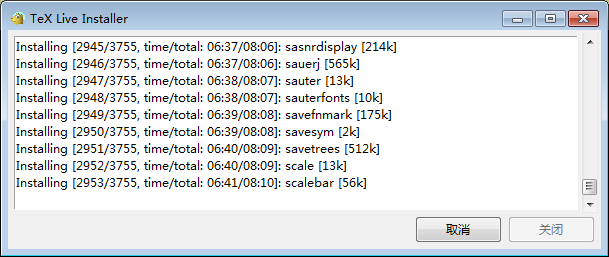 TeX Live Installer
Installing [2945/3755, time/total: 06:37/08:06]: sasnrdisplay [214k]
Installing [2946/3755, time/total: 06:37/08:06]: sauerj [565k]
Installing [2947/3755, time/total: 06:38/08:07]: sauter [13k]
Installing [2948/3755, time/total: 06:38/08:07]: sauterfonts [10k]
Installing [2949/3755, time/total: 06:39/08:08]: savefnmark [175k]
Installing [2950/3755, time/total: 06:39/08:08]: savesym [2k]
Installing [2951/3755, time/total: 06:40/08:09]: savetrees [512k]
Installing [2952/3755, time/total: 06:40/08:09]: scale [13k]
Installing [2953/3755, time/total: 06:41/08:10]: scalebar [56k]
取消
关闭